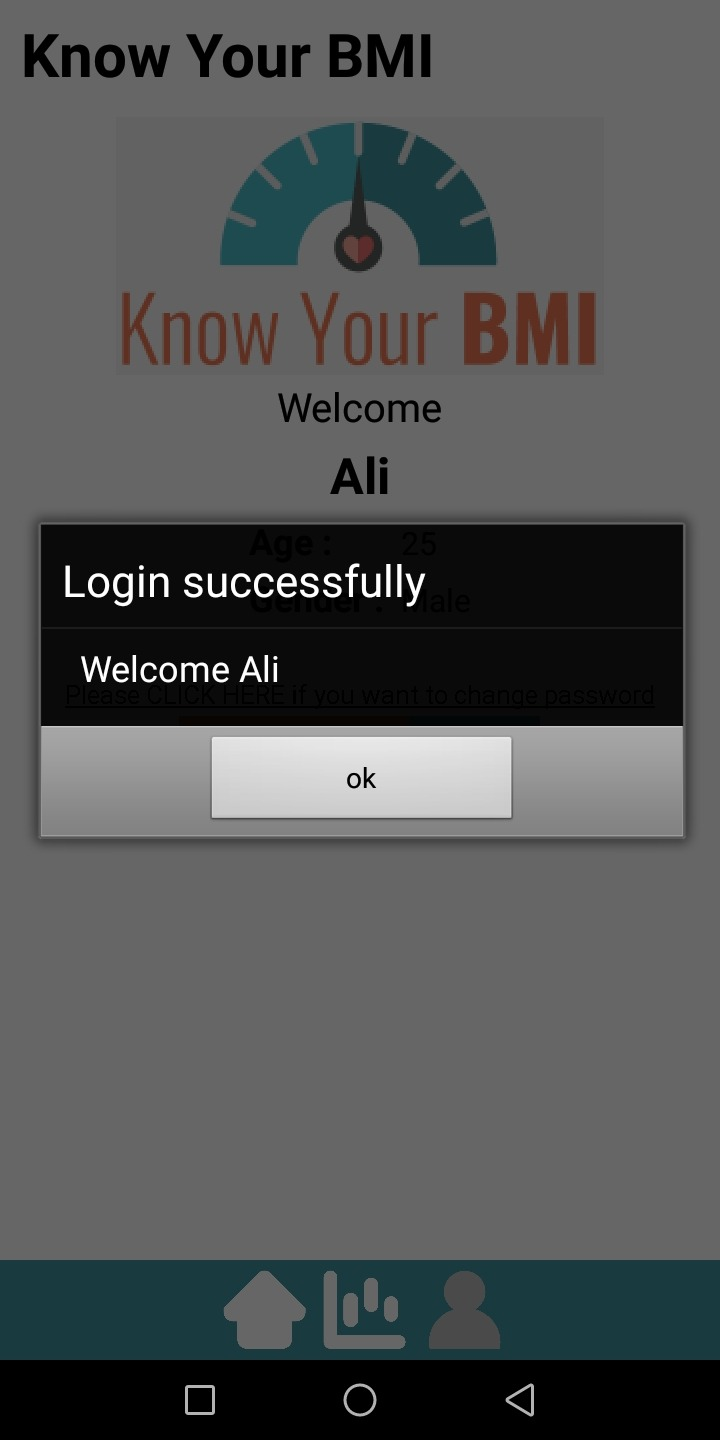 Know Your BMI
Know Your BMI
Welcome
Ali
Age : 25
Login successfully
Gender : Male
Welcome Ali
Please CLICK HERE if you want to change password
ok